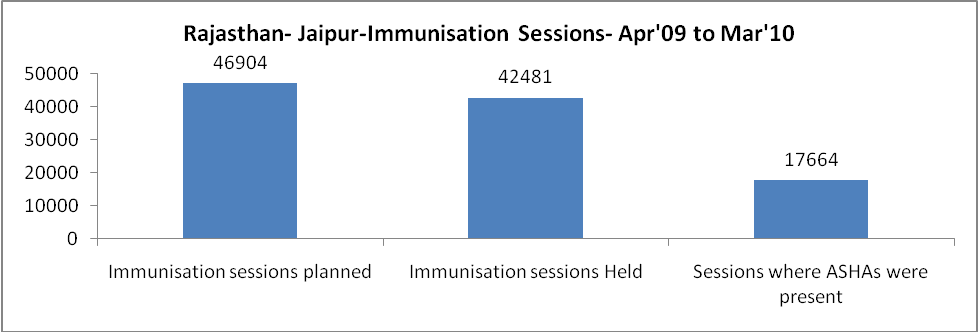 Rajasthan- Jaipur-Immunisation Sessions- Apr'09 to Mar'10
50000
40000
30000
20000
10000
0
46904
42481
17664
Immunisation sessions planned
Immunisation sessions Held
Sessions where ASHAs were
present